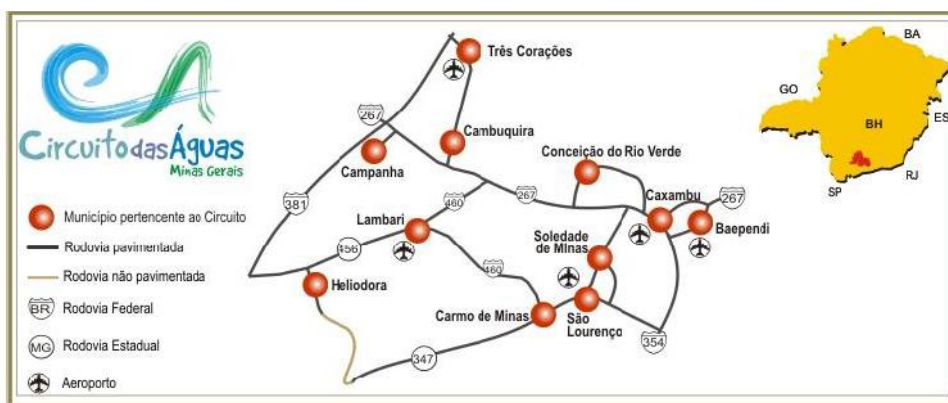 Circuito das Águas
Minas Gerais
Município pertencente ao Circuito
Rodovia pavimentada
Rodovia não pavimentada
BR
Rodovia Federal
MG
Rodovia Estadual
Aeroporto
Três Corações
267
Cambuquira
Campanha
Conceição do Rio Verde
381
Lambari
460
267
Caxambu
267
Baependi
456
Soledade
de Minas
Heliodora
460
Carmo de Minas
São
Lourenço
347
354
BA
GO
ES
BH
SP
RJ